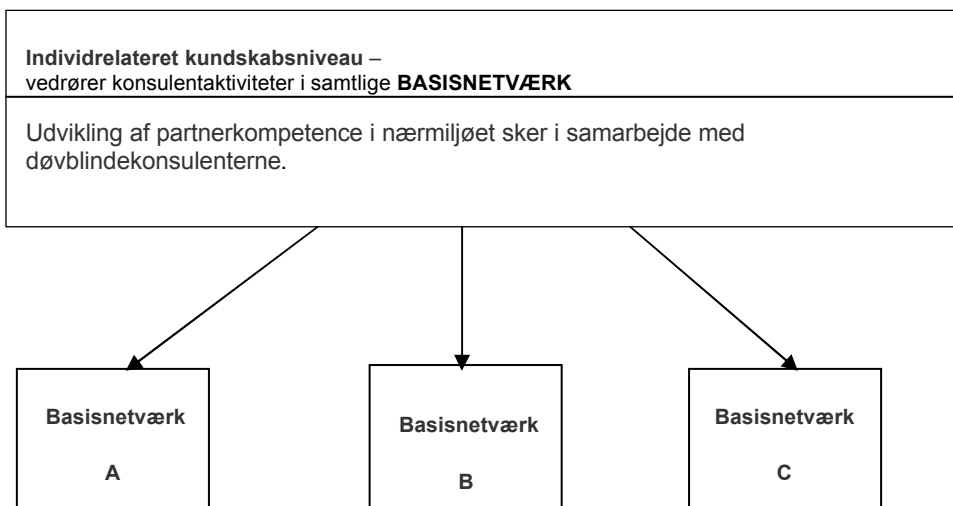 Individrelateret kundskabsniveau –
vedrører konsulentaktiviteter i samtlige BASISNETVÆRK
Udvikling af partnerkompetence i nærmiljøet sker i samarbejde med
døvblindekonsulenterne.
Basisnetværk
A
Basisnetværk
B
Basisnetværk
C